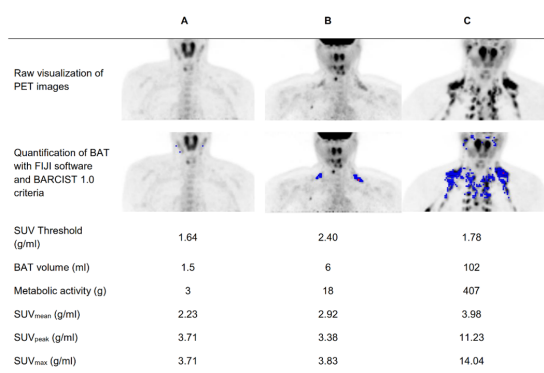 A B C
Raw visualization of
PET images
Quantification of BAT
with FIJI software
and BARCIST 1.0
criteria
SUV Threshold
(g/ml)
1.64 2.40 1.78
BAT volume (ml) 1.5 6 102
Metabolic activity (g) 3 18 407
SUVmean (g/ml) 2.23 2.92 3.98
SUVpeak (g/ml) 3.71 3.38 11.23
SUVmax (g/ml) 3.71 3.83 14.04